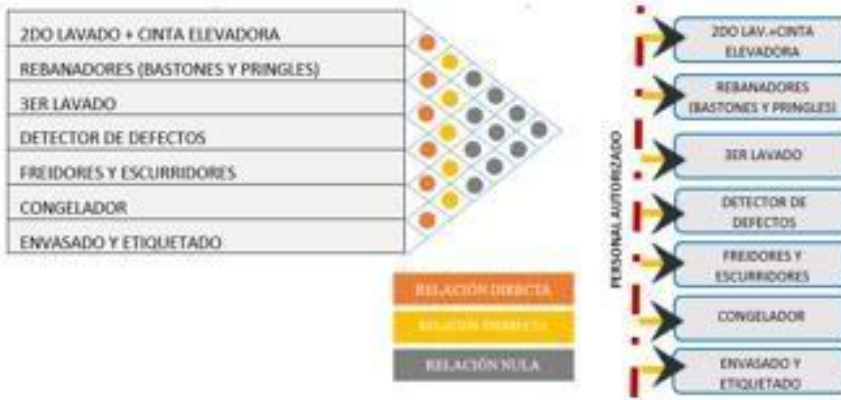 2DO LAVADO + CINTA ELEVADORA
REBANADORES (BASTONES Y PRINGLES)
3ER LAVADO
DETECTOR DE DEFECTOS
FREIDORES Y ESCURRIDORES
CONGELADOR
ENVASADO Y ETIQUETADO
RELACIÓN DIRECTA
RELACIÓN INDIRECTA
RELACIÓN NULA
PERSONAL AUTORIZADO
2DO LAV.+CINTA
ELEVADORA
REBANADORES
(BASTONES Y PRINGLES)
3ER LAVADO
DETECTOR DE
DEFECTOS
FREIDORES Y
ESCURRIDORES
CONGELADOR
ENVASADO Y
ETIQUETADO